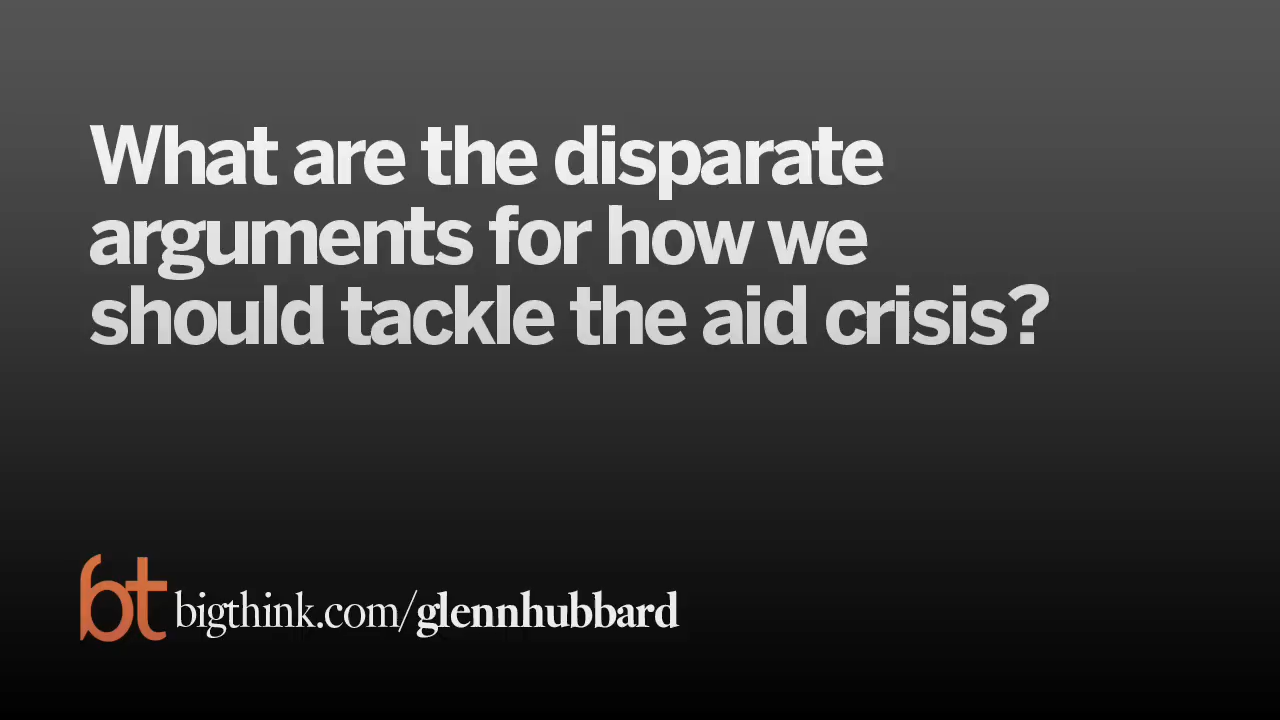 What are the disparate
arguments for how we
should tackle the aid crisis?
bt bigthink.com/glennhubbard